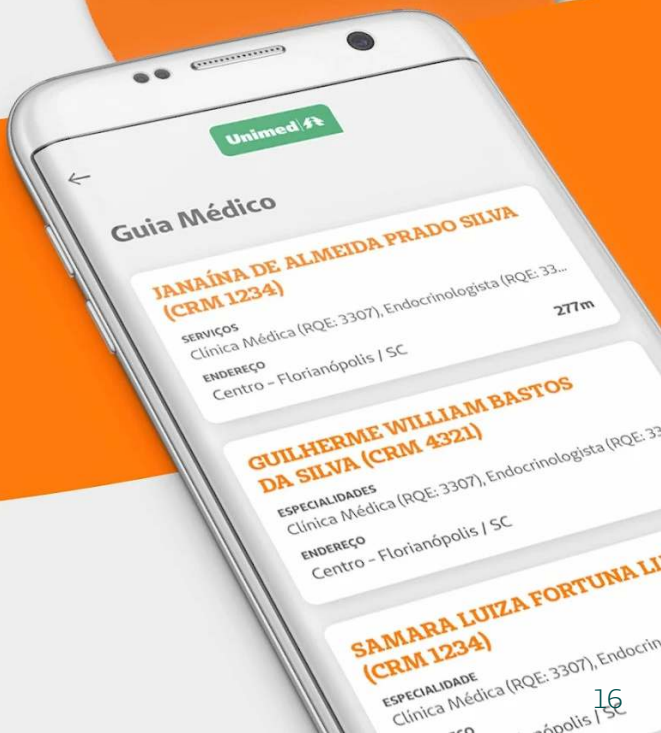 Unimed
Guia Médico
JANAÍNA DE ALMEIDA PRADO SILVA
(CRM 1234)
SERVIÇOS
Clínica Médica (RQE: 3307), Endocrinologista (RQE: 33...
277m
ENDEREÇO
Centro – Florianópolis / SC
GUILHERME WILLIAM BASTOS
DA SILVA (CRM 4321)
ESPECIALIDADES
Clínica Médica (RQE: 3307), Endocrinologista (RQE: 33
ENDEREÇO
Centro – Florianópolis / SC
SAMARA LUIZA FORTUNA
(CRM 1234)
ESPECIALIDADE
Clínica Médica (RQE: 3307), Endocrin
/ SC
16